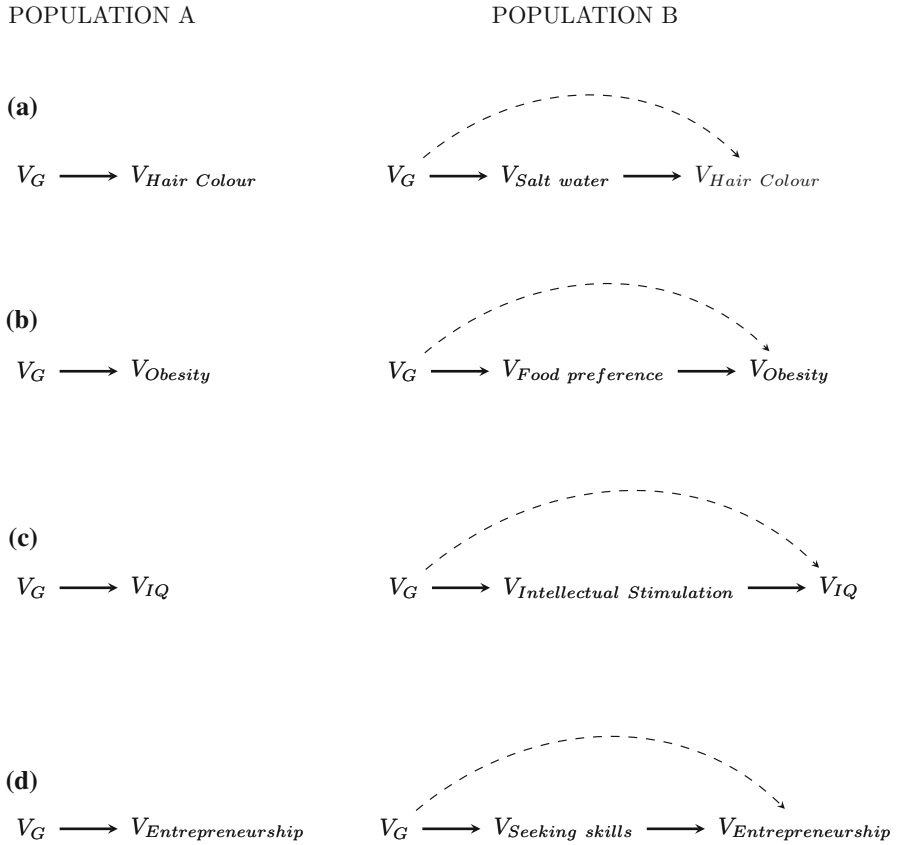 POPULATION A POPULATION B
(a)
V_G V_Hair Colour V_G V_Salt water V_Hair Colour
(b)
V_G V_Obesity V_G V_Food preference V_Obesity
(c)
V_G V_IQ V_G V_Intellectual Stimulation V_IQ
(d)
V_G V_Entrepreneurship V_G V_Seeking skills V_Entrepreneurship